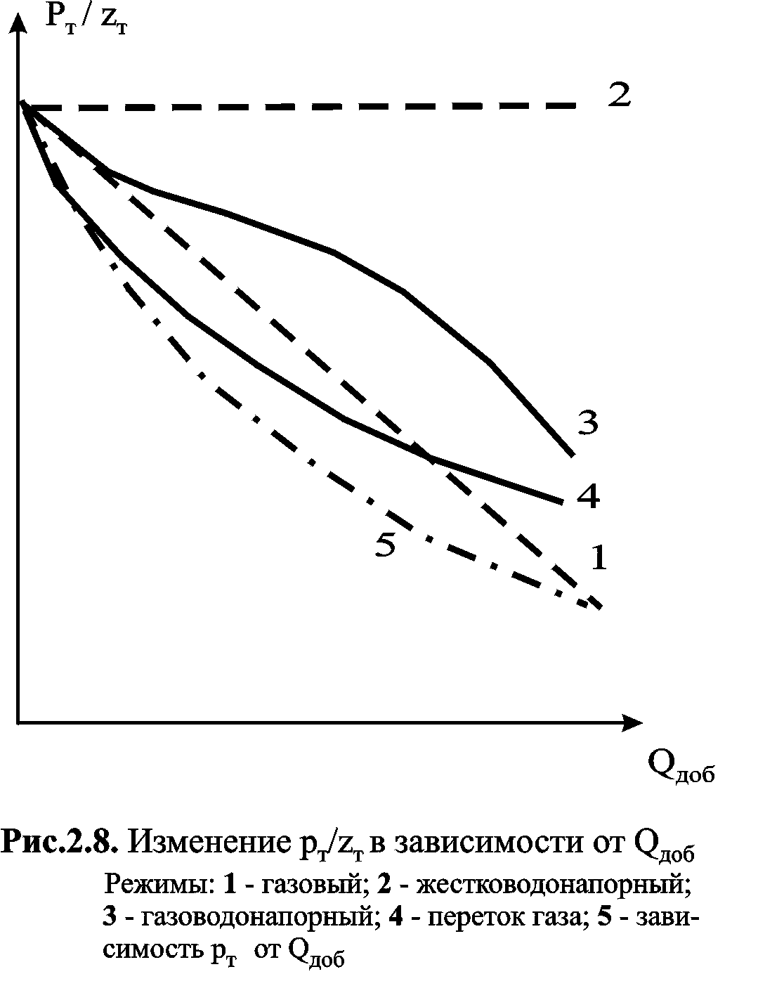 Pт / zт
2
3
4
5
1
Qдоб
Рис.2.8. Изменение pт/zт в зависимости от Qдоб
Режимы: 1 - газовый; 2 - жестководонапорный;
3 - газоводонапорный; 4 - переток газа; 5 - зави-
симость pт от Qдоб